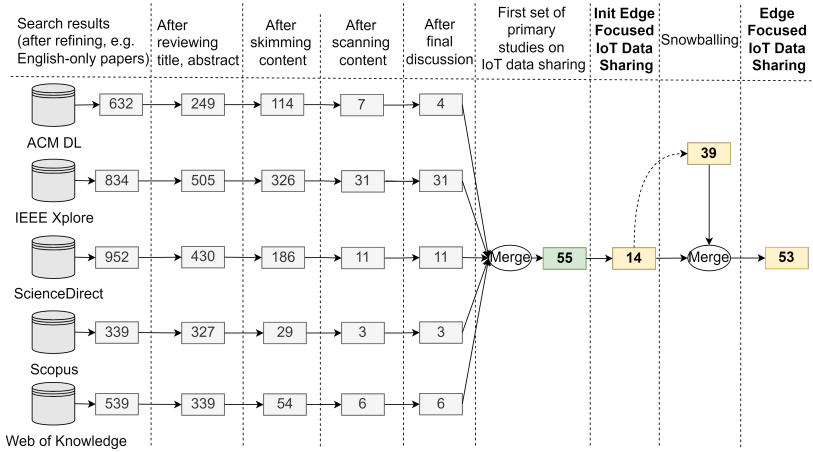 Search results
(after refining, e.g.
English-only papers)
After
reviewing
title, abstract
After
skimming
content
After
scanning
content
After
final
discussion
First set of
primary
studies on
IoT data sharing
Init Edge
Focused
IoT Data
Sharing
Snowballing
Edge
Focused
IoT Data
Sharing
632
249
114
7
4
ACM DL
39
834
505
326
31
31
IEEE Xplore
952
430
186
11
11
Merge
55
14
Merge
53
ScienceDirect
339
327
29
3
3
Scopus
539
339
54
6
6
Web of Knowledge